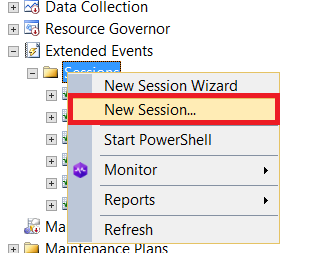 Data Collection
Resource Governor
Extended Events
Sessions
New Session Wizard
New Session...
Start PowerShell
Monitor
Reports
Refresh
Ma
Maintenance Plans